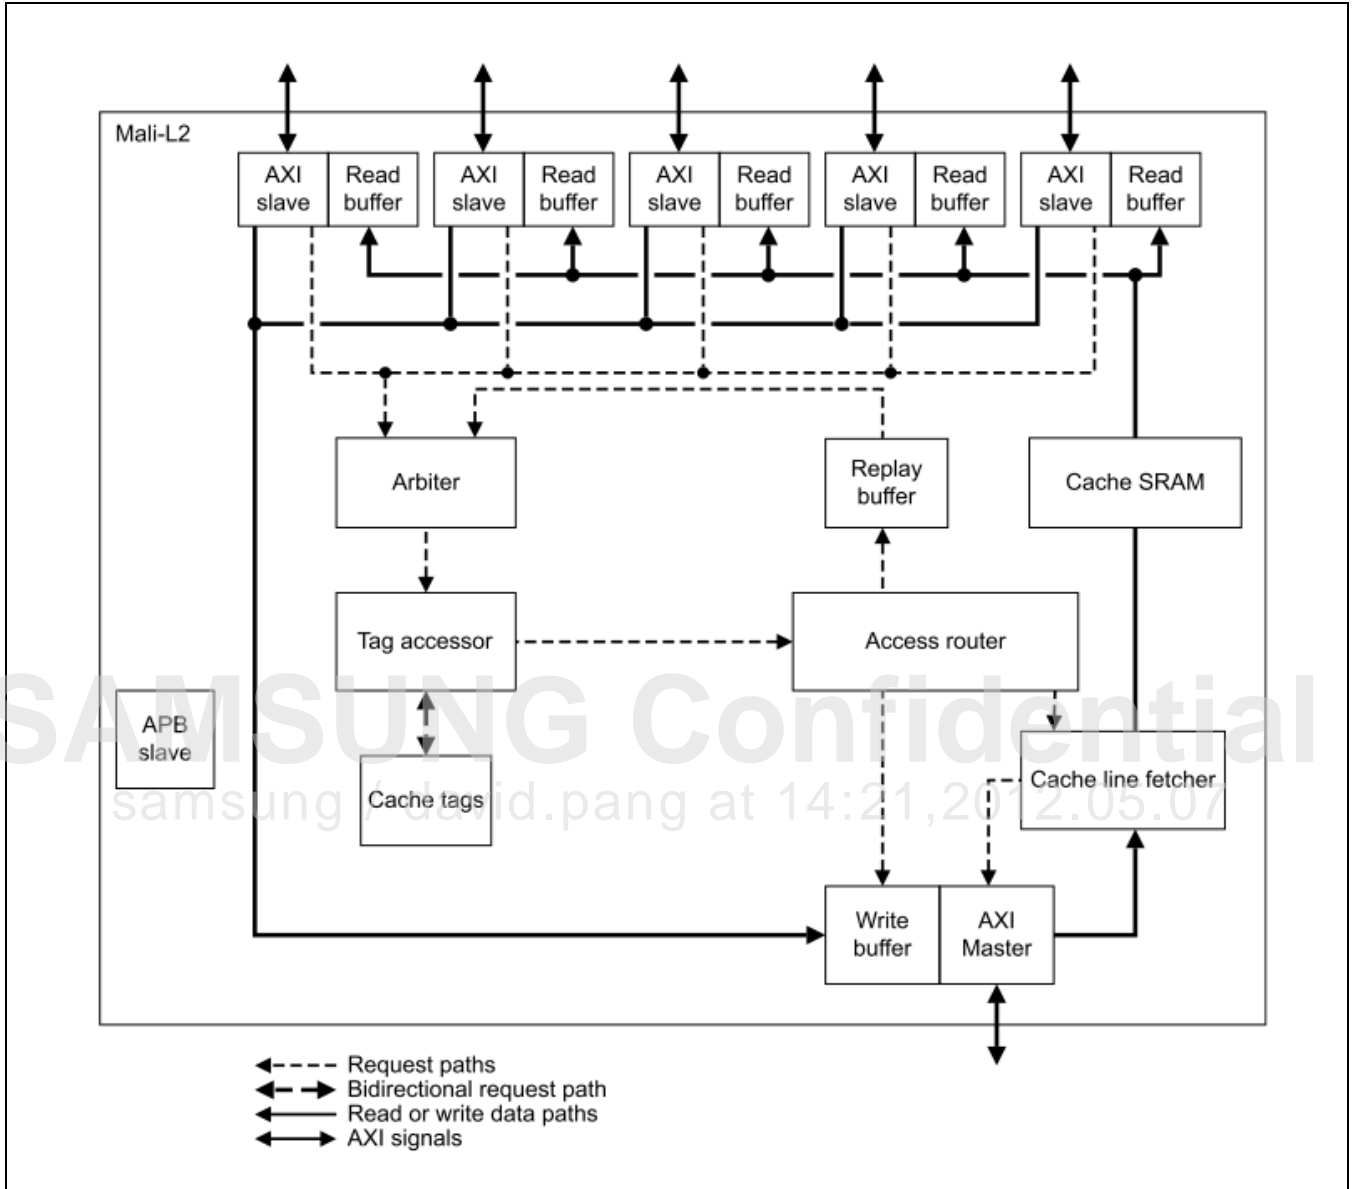 Mali-L2
AXI
slave
Read
buffer
AXI
slave
Read
buffer
AXI
slave
Read
buffer
AXI
slave
Read
buffer
AXI
slave
Read
buffer
Arbiter
Replay
buffer
Cache SRAM
Tag accessor
Access router
SAMSUNG Confidential
APB
slave
Cache line fetcher
Cache tags
samsung / david.pang at 14:21,2012.05.07
Write
buffer
AXI
Master
Request paths
Bidirectional request path
Read or write data paths
AXI signals